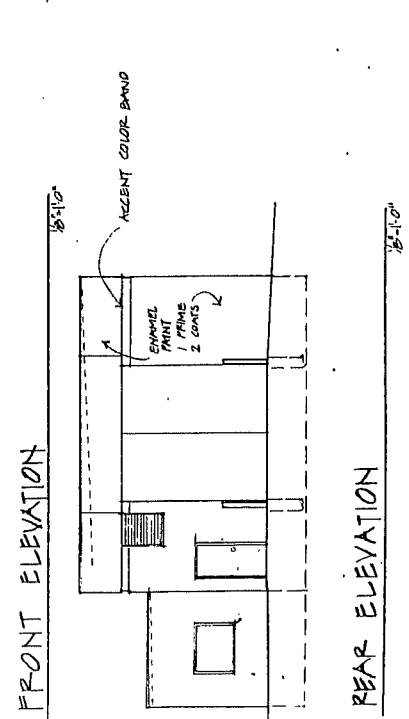 FRONT ELEVATION
1/8"=1'-0"
ACCENT COLOR BAND
ENAMEL
PAINT
1 PRIME
2 COATS
REAR ELEVATION
1/8"=1'-0"